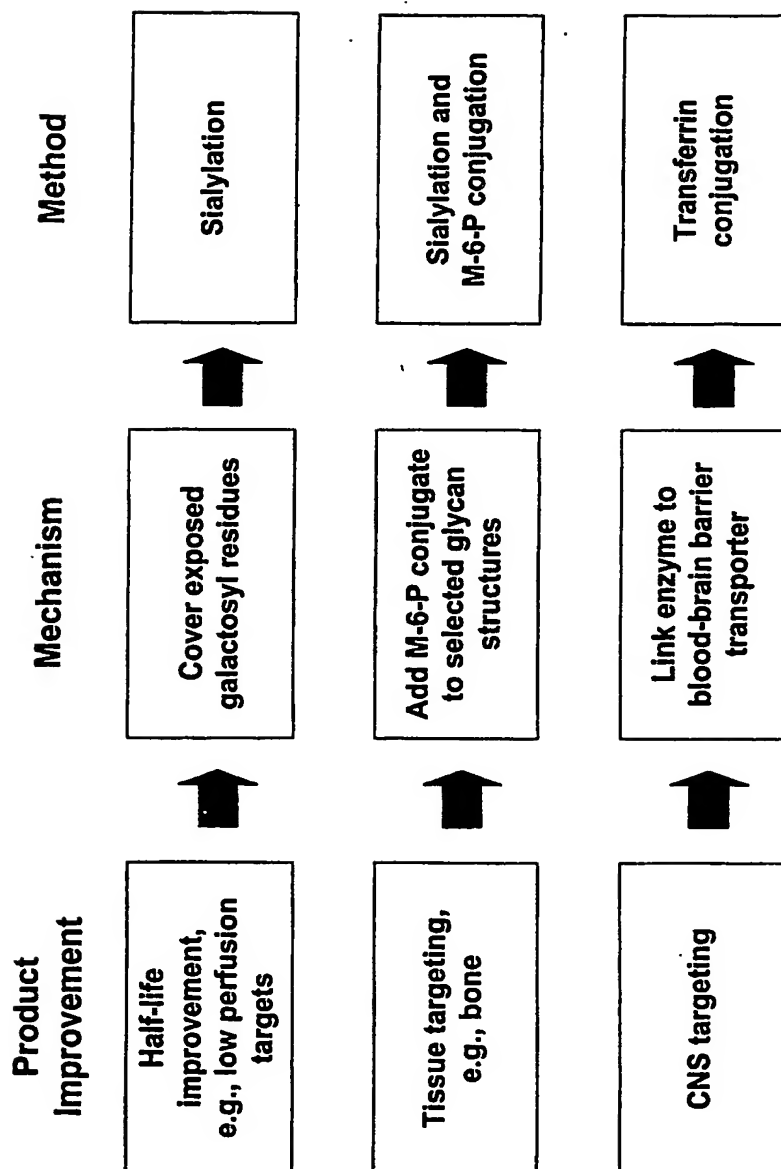 Product
Improvement
Mechanism
Method
Half-life
improvement,
e.g., low perfusion
targets
Cover exposed
galactosyl residues
Sialylation
Tissue targeting,
e.g., bone
Add M-6-P conjugate
to selected glycan
structures
Sialylation and
M-6-P conjugation
CNS targeting
Link enzyme to
blood-brain barrier
transporter
Transferrin
conjugation